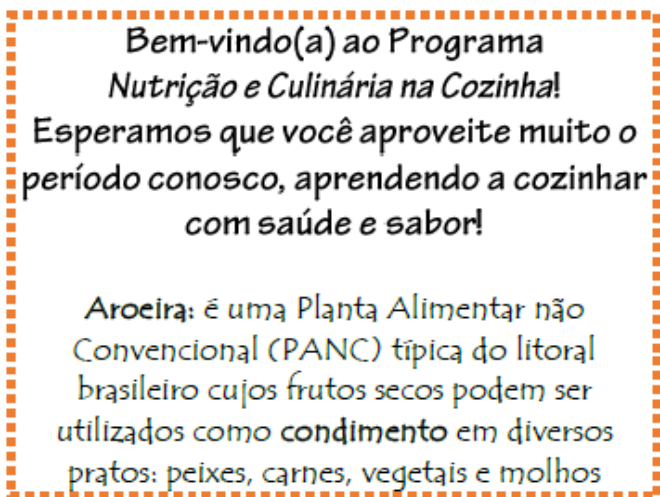 Bem-vindo(a) ao Programa
Nutrição e Culinária na Cozinha!
Esperamos que você aproveite muito o
período conosco, aprendendo a cozinhar
com saúde e sabor!
Aroeira: é uma Planta Alimentar não
Convencional (PANC) típica do litoral
brasileiro cujos frutos secos podem ser
utilizados como condimento em diversos
pratos: peixes, carnes, vegetais e molhos